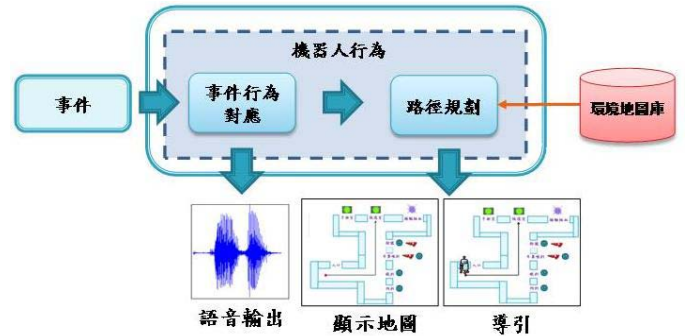 機器人行為
事件
事件行為
對應
路徑規劃
環境地圖庫
語音輸出
顯示地圖
導引